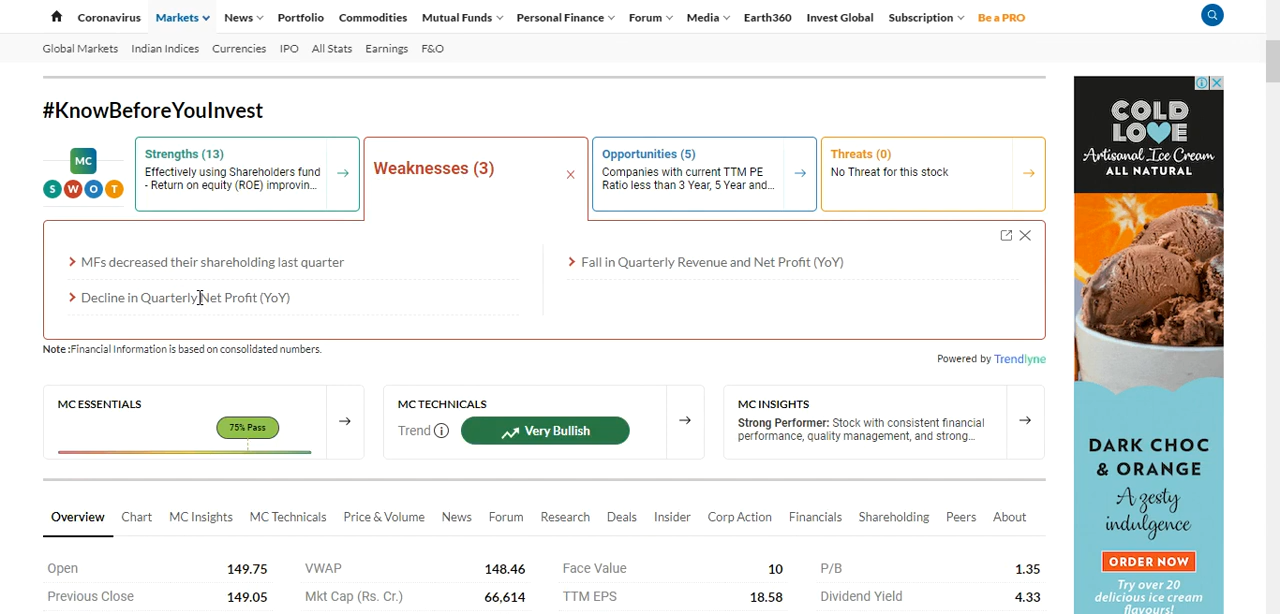 Coronavirus Markets News Portfolio Commodities Mutual Funds Personal Finance Forum Media Earth360 Invest Global Subscription Be a PRO
Global Markets Indian Indices Currencies IPO All Stats Earnings F&O
#KnowBeforeYouInvest
MC
S W O T
Strengths (13)
Effectively using Shareholders fund
- Return on equity (ROE) improvin...
Weaknesses (3)
Opportunities (5)
Companies with current TTM PE
Ratio less than 3 Year, 5 Year and...
Threats (0)
No Threat for this stock
MFs decreased their shareholding last quarter
Fall in Quarterly Revenue and Net Profit (YoY)
Decline in Quarterly Net Profit (YoY)
Note :Financial Information is based on consolidated numbers.
Powered by Trendlyne
MC ESSENTIALS
75% Pass
MC TECHNICALS
Trend Very Bullish
MC INSIGHTS
Strong Performer: Stock with consistent financial
performance, quality management, and strong...
Overview Chart MC Insights MC Technicals Price & Volume News Forum Research Deals Insider Corp Action Financials Shareholding Peers About
Open 149.75 VWAP 148.46 Face Value 10 P/B 1.35
Previous Close 149.05 Mkt Cap (Rs. Cr.) 66,614 TTM EPS 18.58 Dividend Yield 4.33
COLD
LOVE
Artisanal Ice Cream
ALL NATURAL
DARK CHOC
& ORANGE
A zesty
indulgence
ORDER NOW
Try over 20
delicious ice cream
flavours!